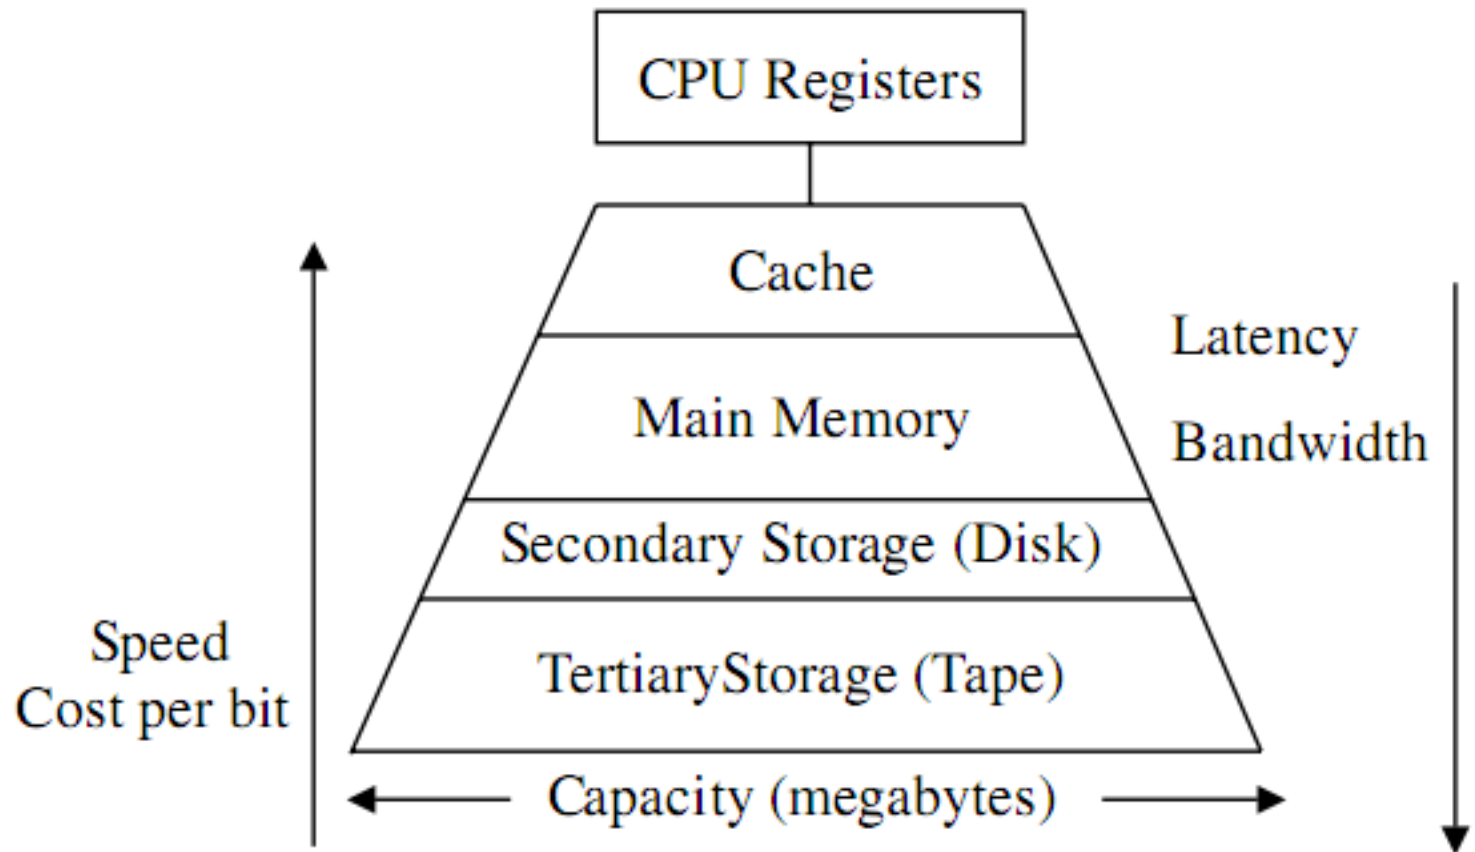 CPU Registers
Cache
Latency
Main Memory
Bandwidth
Secondary Storage (Disk)
Speed
TertiaryStorage (Tape)
Cost per bit
Capacity (megabytes)